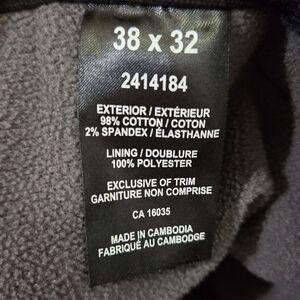 38 x 32
2414184
EXTERIOR / EXTÉRIEUR
98% COTTON / COTON
2% SPANDEX / ÉLASTHANNE
LINING / DOUBLURE
100% POLYESTER
EXCLUSIVE OF TRIM
GARNITURE NON COMPRISE
CA 16035
MADE IN CAMBODIA
FABRIQUÉ AU CAMBODGE